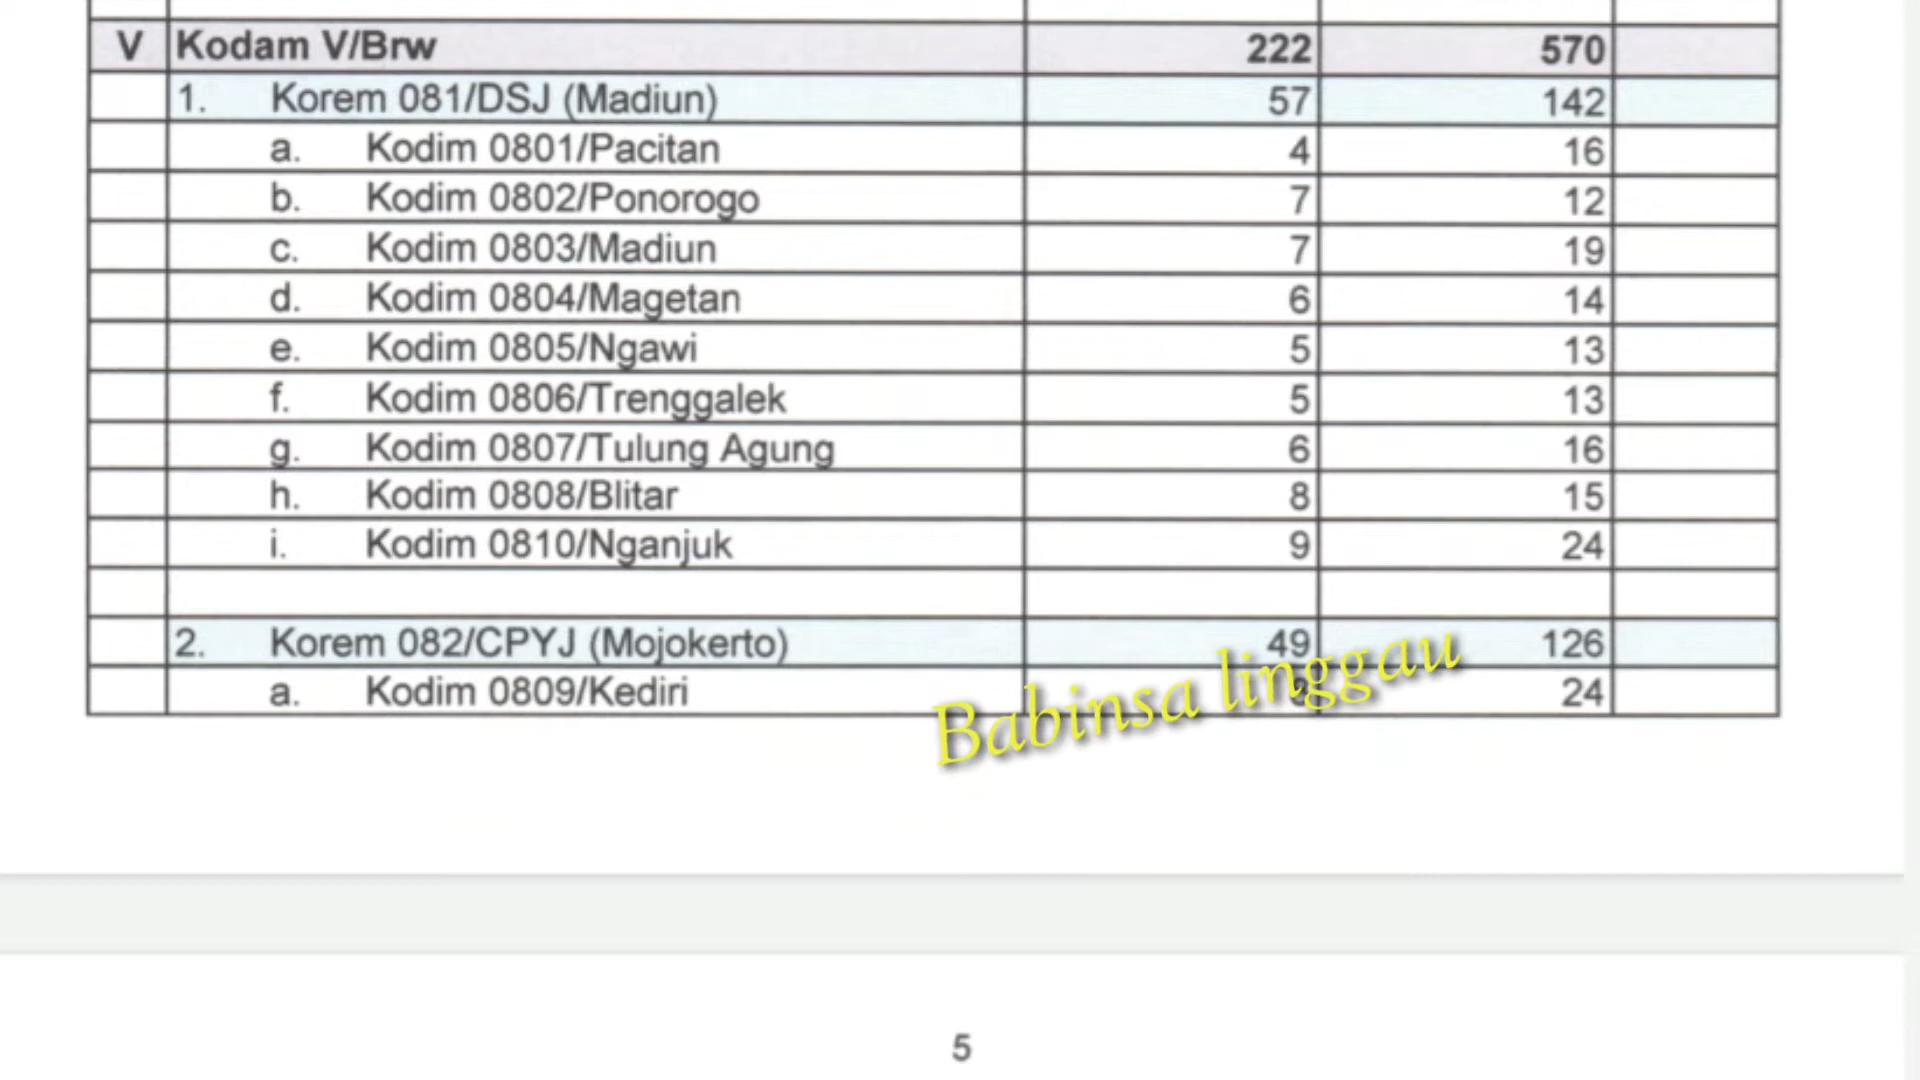 V Kodam V/Brw 222 570
1. Korem 081/DSJ (Madiun) 57 142
a. Kodim 0801/Pacitan 4 16
b. Kodim 0802/Ponorogo 7 12
c. Kodim 0803/Madiun 7 19
d. Kodim 0804/Magetan 6 14
e. Kodim 0805/Ngawi 5 13
f. Kodim 0806/Trenggalek 5 13
g. Kodim 0807/Tulung Agung 6 16
h. Kodim 0808/Blitar 8 15
i. Kodim 0810/Nganjuk 9 24
2. Korem 082/CPYJ (Mojokerto) 49 126
a. Kodim 0809/Kediri 24
Babinsa linggau
5